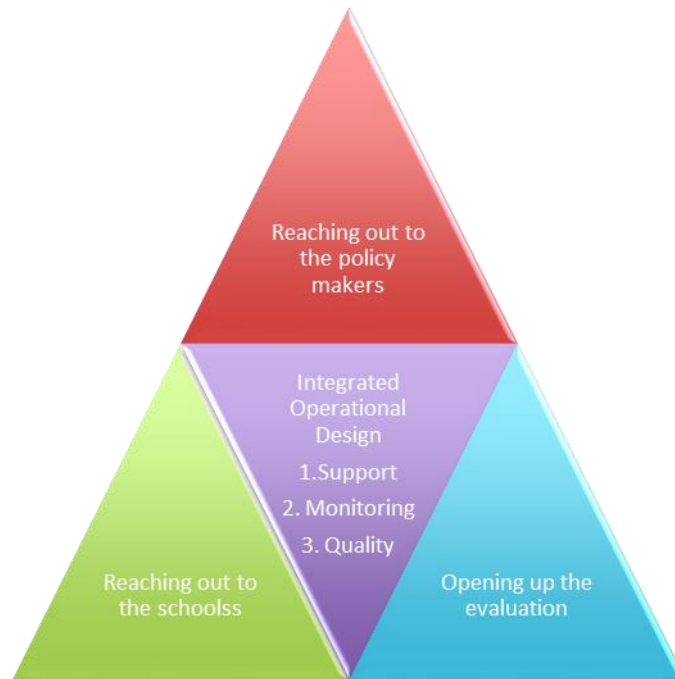 Reaching out to
the policy
makers
Integrated
Operational
Design
1.Support
2. Monitoring
3. Quality
Reaching out to
the schoolss
Opening up the
evaluation